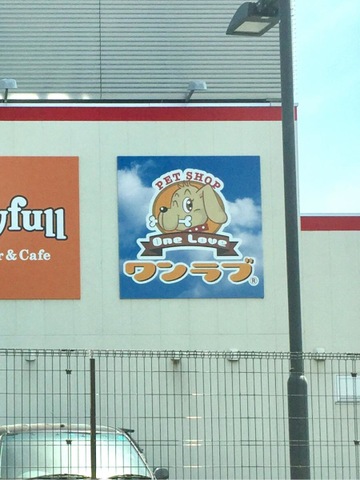 yfull
r & Cafe
PET SHOP
One Love
ワンラブ®